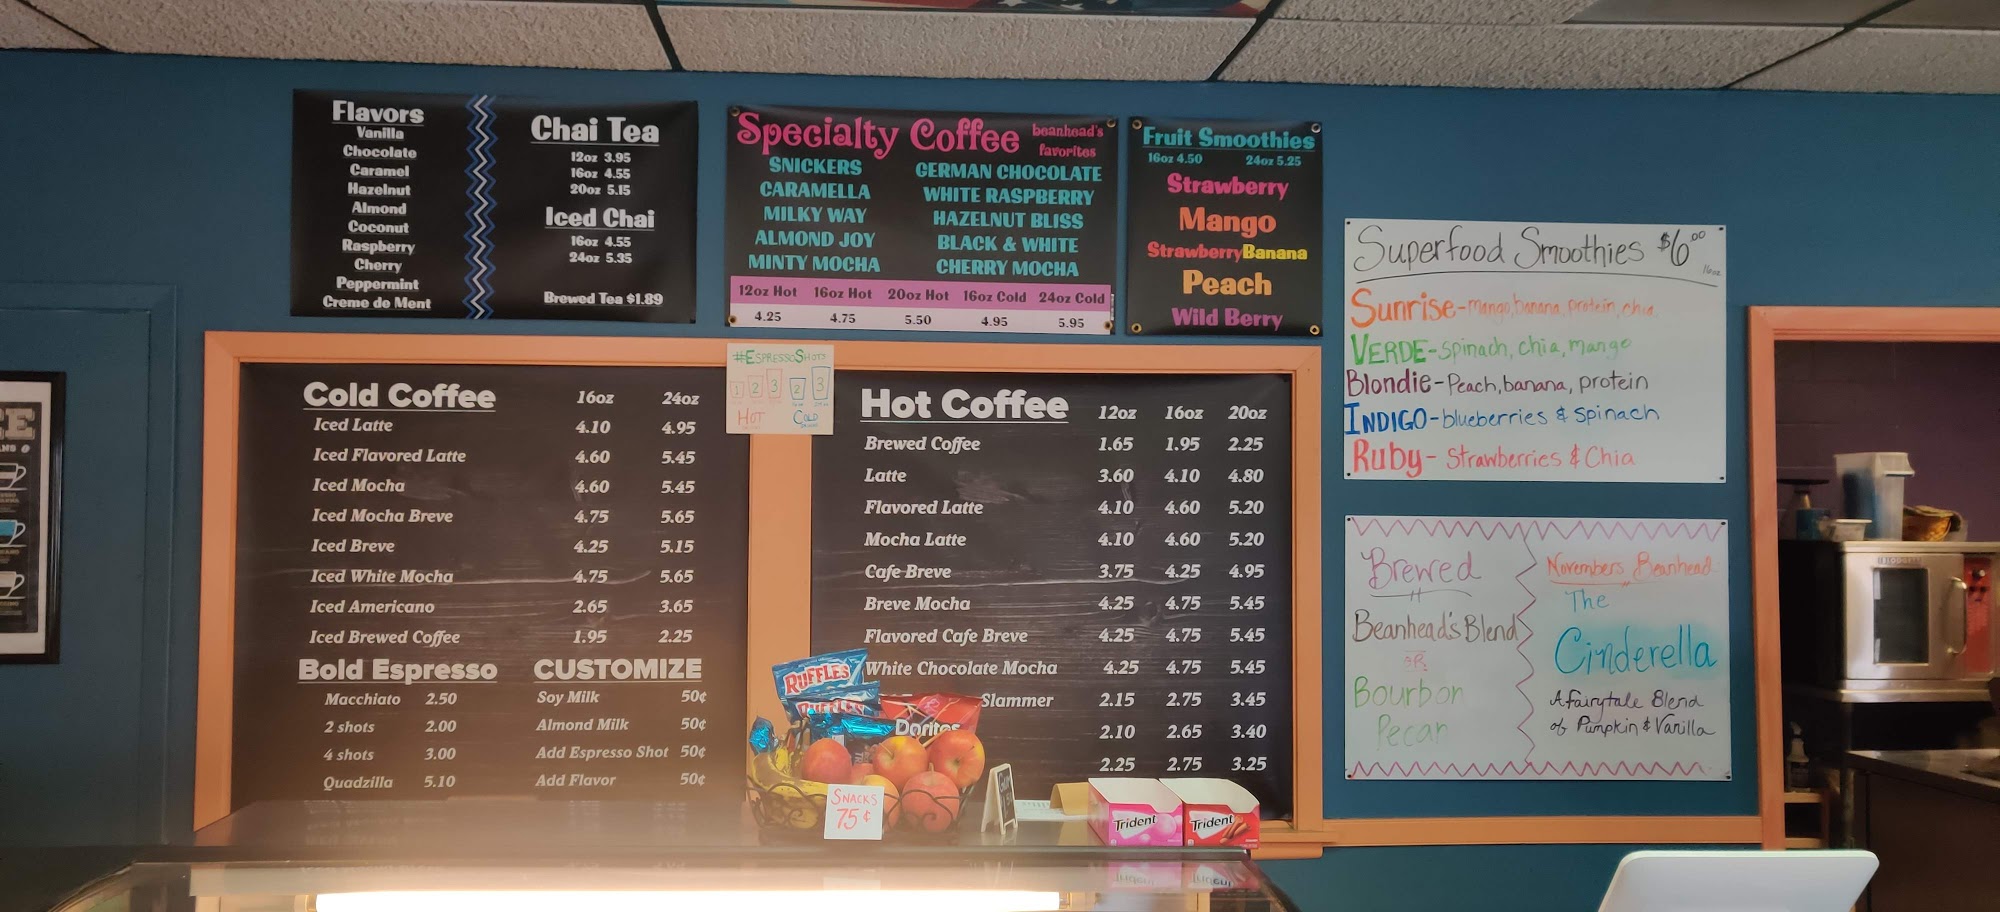 Flavors
Vanilla
Chocolate
Caramel
Hazelnut
Almond
Coconut
Raspberry
Cherry
Peppermint
Creme de Ment
Chai Tea
12oz 3.95
16oz 4.55
20oz 5.15
Iced Chai
16oz 4.55
24oz 5.35
Brewed Tea $1.89
Specialty Coffee beanhead's favorites
SNICKERS GERMAN CHOCOLATE
CARAMELLA WHITE RASPBERRY
MILKY WAY HAZELNUT BLISS
ALMOND JOY BLACK & WHITE
MINTY MOCHA CHERRY MOCHA
12oz Hot 16oz Hot 20oz Hot 16oz Cold 24oz Cold
4.25 4.75 5.50 4.95 5.95
Fruit Smoothies
16oz 4.50 24oz 5.25
Strawberry
Mango
StrawberryBanana
Peach
Wild Berry
Superfood Smoothies $6.00 16oz
Sunrise-mango, banana, protein, chia
VERDE-spinach, chia, mango
Blondie-Peach, banana, protein
INDIGO-blueberries & spinach
Ruby- Strawberries & Chia
#ESPRESSOSHOTS
1 2 3 2 3
HOT COLD
Cold Coffee 16oz 24oz
Iced Latte 4.10 4.95
Iced Flavored Latte 4.60 5.45
Iced Mocha 4.60 5.45
Iced Mocha Breve 4.75 5.65
Iced Breve 4.25 5.15
Iced White Mocha 4.75 5.65
Iced Americano 2.65 3.65
Iced Brewed Coffee 1.95 2.25
Bold Espresso
Macchiato 2.50
2 shots 2.00
4 shots 3.00
Quadzilla 5.10
CUSTOMIZE
Soy Milk 50¢
Almond Milk 50¢
Add Espresso Shot 50¢
Add Flavor 50¢
Hot Coffee 12oz 16oz 20oz
Brewed Coffee 1.65 1.95 2.25
Latte 3.60 4.10 4.80
Flavored Latte 4.10 4.60 5.20
Mocha Latte 4.10 4.60 5.20
Cafe Breve 3.75 4.25 4.95
Breve Mocha 4.25 4.75 5.45
Flavored Cafe Breve 4.25 4.75 5.45
White Chocolate Mocha 4.25 4.75 5.45
Slammer 2.15 2.75 3.45
2.10 2.65 3.40
2.25 2.75 3.25
Brewed
Beanhead's Blend
OR
Bourbon
Pecan
Novembers Beanhead
The
Cinderella
A fairytale Blend
of Pumpkin & Vanilla
RUFFLES
RUFFLES
Doritos
SNACKS
75¢
Trident
Trident